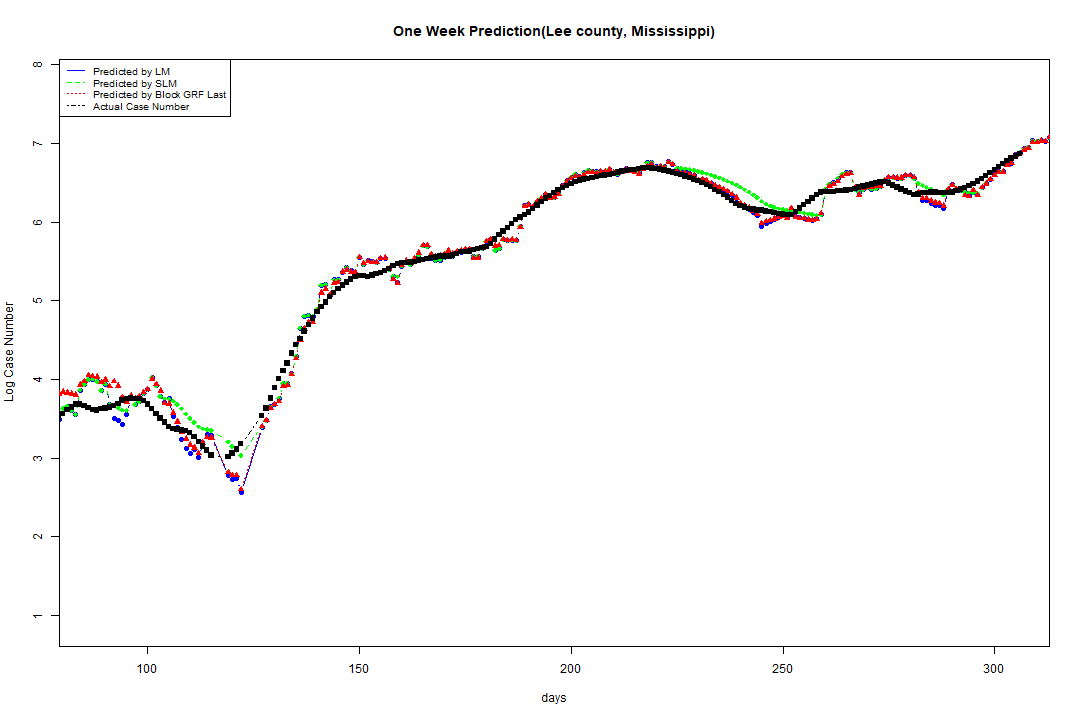 One Week Prediction(Lee county, Mississippi)
Predicted by LM
Predicted by SLM
Predicted by Block GRF Last
Actual Case Number
8
7
6
5
4
3
2
1
Log Case Number
100 150 200 250 300
days